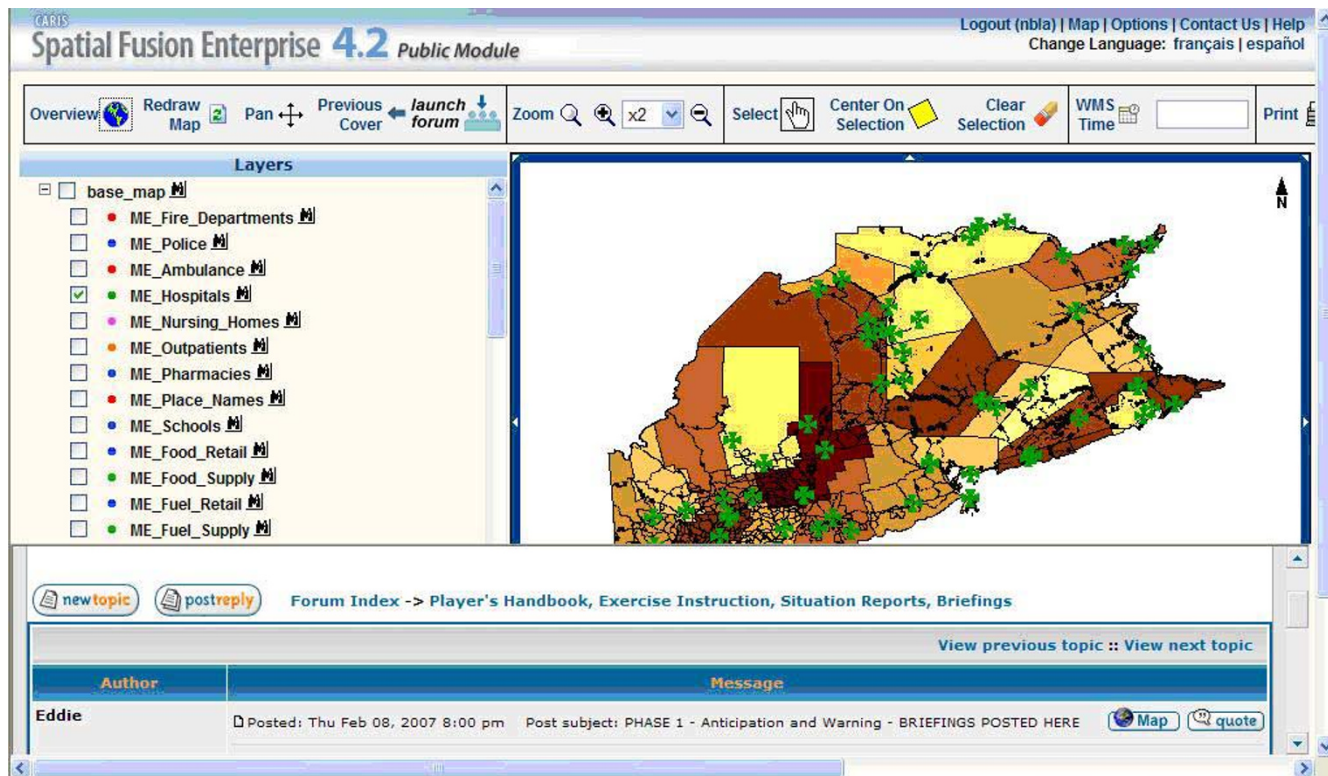 CARIS
Spatial Fusion Enterprise 4.2 Public Module
Logout (nbla) | Map | Options | Contact Us | Help
Change Language: français | español
Overview Redraw Map Pan Previous Cover launch forum Zoom x2 Select Center On Selection Clear Selection WMS Time Print
Layers
base_map
ME_Fire_Departments
ME_Police
ME_Ambulance
ME_Hospitals
ME_Nursing_Homes
ME_Outpatients
ME_Pharmacies
ME_Place_Names
ME_Schools
ME_Food_Retail
ME_Food_Supply
ME_Fuel_Retail
ME_Fuel_Supply
N
newtopic postreply Forum Index -> Player's Handbook, Exercise Instruction, Situation Reports, Briefings
View previous topic :: View next topic
Author Message
Eddie Posted: Thu Feb 08, 2007 8:00 pm Post subject: PHASE 1 - Anticipation and Warning - BRIEFINGS POSTED HERE Map quote